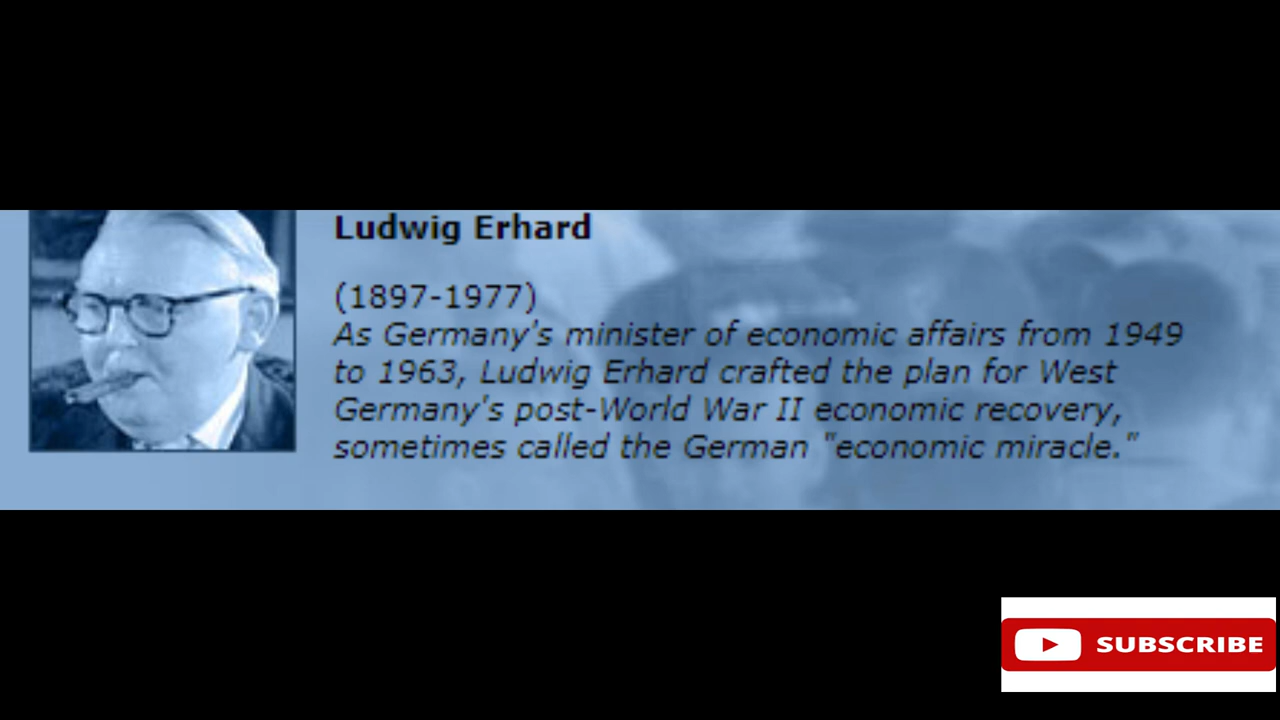 Ludwig Erhard
(1897-1977)
As Germany's minister of economic affairs from 1949
to 1963, Ludwig Erhard crafted the plan for West
Germany's post-World War II economic recovery,
sometimes called the German "economic miracle."
SUBSCRIBE